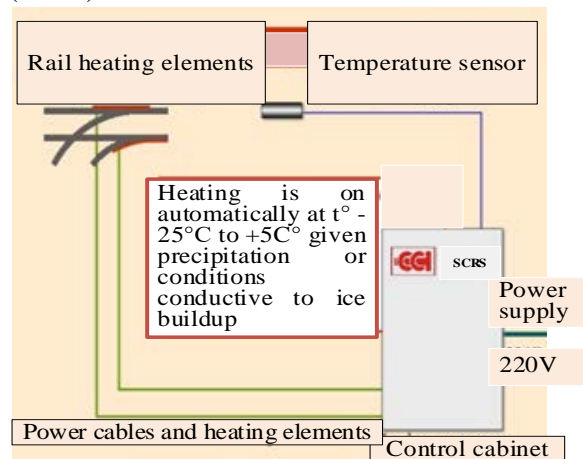 Rail heating elements
Temperature sensor
Heating is on
automatically at t° -
25°C to +5C° given
precipitation or
conditions
conductive to ice
buildup
SCRS
Power
supply
220V
Power cables and heating elements
Control cabinet